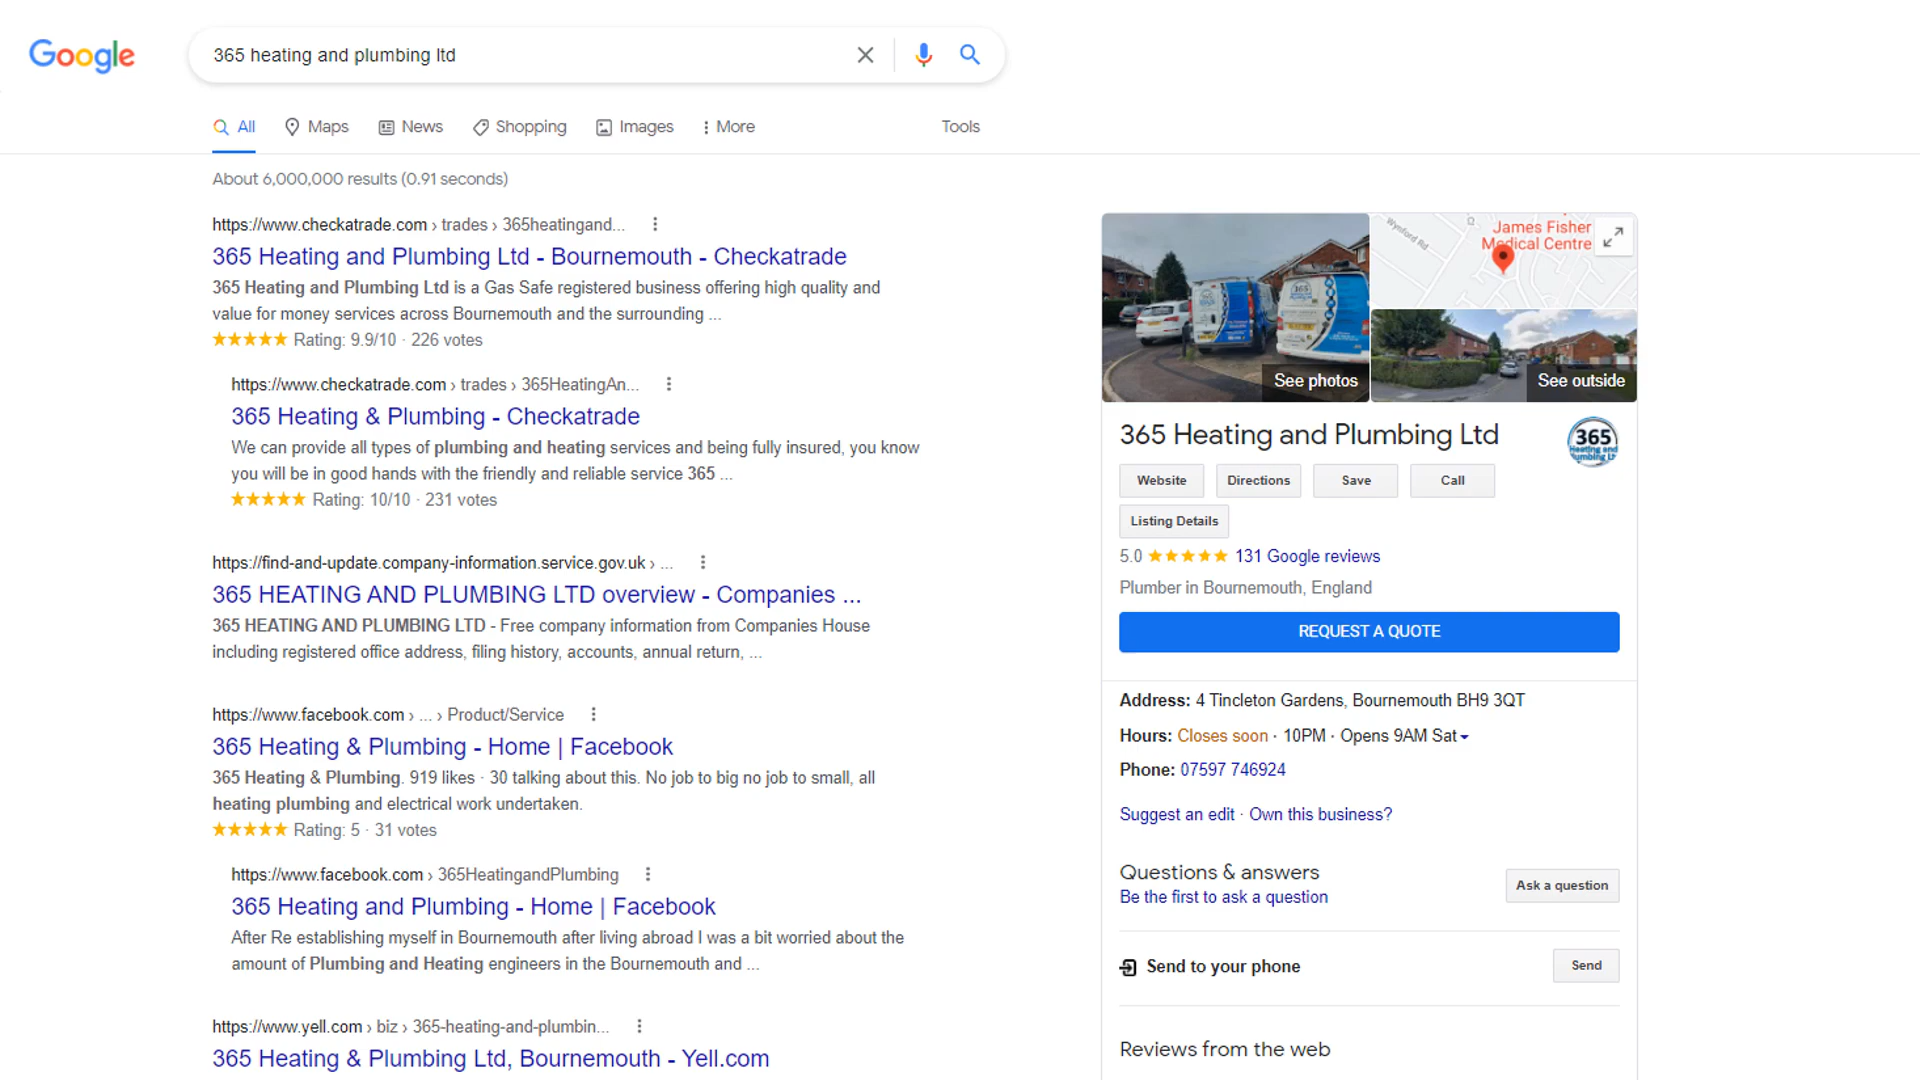 Google
365 heating and plumbing ltd
All
Maps
News
Shopping
Images
More
Tools
About 6,000,000 results (0.91 seconds)
https://www.checkatrade.com › trades › 365heatingand...
365 Heating and Plumbing Ltd - Bournemouth - Checkatrade
365 Heating and Plumbing Ltd is a Gas Safe registered business offering high quality and
value for money services across Bournemouth and the surrounding ...
Rating: 9.9/10 · 226 votes
https://www.checkatrade.com › trades › 365HeatingAn...
365 Heating & Plumbing - Checkatrade
We can provide all types of plumbing and heating services and being fully insured, you know
you will be in good hands with the friendly and reliable service 365 ...
Rating: 10/10 · 231 votes
https://find-and-update.company-information.service.gov.uk › ...
365 HEATING AND PLUMBING LTD overview - Companies ...
365 HEATING AND PLUMBING LTD - Free company information from Companies House
including registered office address, filing history, accounts, annual return, ...
https://www.facebook.com › ... › Product/Service
365 Heating & Plumbing - Home | Facebook
365 Heating & Plumbing. 919 likes · 30 talking about this. No job to big no job to small, all
heating plumbing and electrical work undertaken.
Rating: 5 · 31 votes
https://www.facebook.com › 365HeatingandPlumbing
365 Heating and Plumbing - Home | Facebook
After Re establishing myself in Bournemouth after living abroad I was a bit worried about the
amount of Plumbing and Heating engineers in the Bournemouth and ...
https://www.yell.com › biz › 365-heating-and-plumbin...
365 Heating & Plumbing Ltd, Bournemouth - Yell.com
Wynford Rd
James Fisher
Medical Centre
365
See photos
See outside
365 Heating and Plumbing Ltd
365
Heating and
Plumbing Lt
Website
Directions
Save
Call
Listing Details
5.0
131 Google reviews
Plumber in Bournemouth, England
REQUEST A QUOTE
Address: 4 Tincleton Gardens, Bournemouth BH9 3QT
Hours: Closes soon · 10PM · Opens 9AM Sat
Phone: 07597 746924
Suggest an edit · Own this business?
Questions & answers
Be the first to ask a question
Ask a question
Send to your phone
Send
Reviews from the web